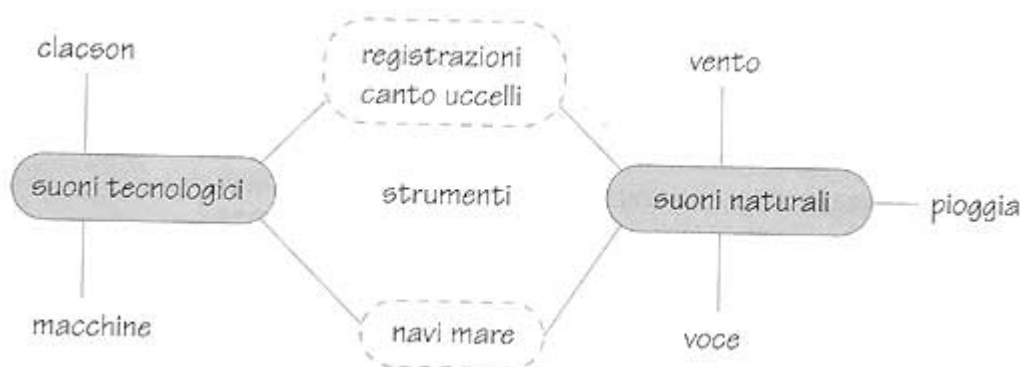 clacson
registrazioni
canto uccelli
vento
suoni tecnologici
strumenti
suoni naturali
pioggia
macchine
navi mare
voce